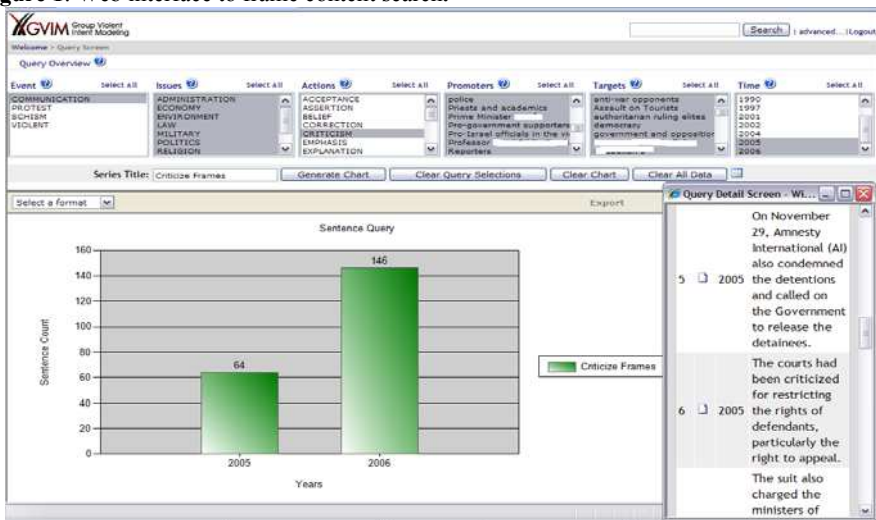 gure 1: Web interface to frame content search.
XGVIM Group Violent Intent Modeling
Search | advanced... | Logout
Welcome > Query Screen
Query Overview
Event Select All Issues Select All Actions Select All Promoters Select All Targets Select All Time Select All
COMMUNICATION
PROTEST
SCHISM
VIOLENT
ADMINISTRATION
ECONOMY
ENVIRONMENT
LAW
MILITARY
POLITICS
RELIGION
ACCEPTANCE
ASSERTION
BELIEF
CORRECTION
CRITICISM
EMPHASIS
EXPLANATION
police
Priests and academics
Prime Minister
Pro-government supporters
Pro-Israel officials in the
Professor
Reporters
anti-war opponents
Assault on Tourists
authoritarian ruling elites
democracy
government and opposition
1990
1997
2001
2002
2004
2005
2006
Series Title: Criticize Frames Generate Chart Clear Query Selections Clear Chart Clear All Data
Select a format Export
Sentence Query
160
140
120
100
80
60
40
20
0
Sentence Count
64
146
2005
2006
Years
Criticize Frames
Query Detail Screen - Wi...
5 2005
On November
29, Amnesty
International (AI)
also condemned
the detentions
and called on
the Government
to release the
detainees.
6 2005
The courts had
been criticized
for restricting
the rights of
defendants,
particularly the
right to appeal.
The suit also
charged the
ministers of